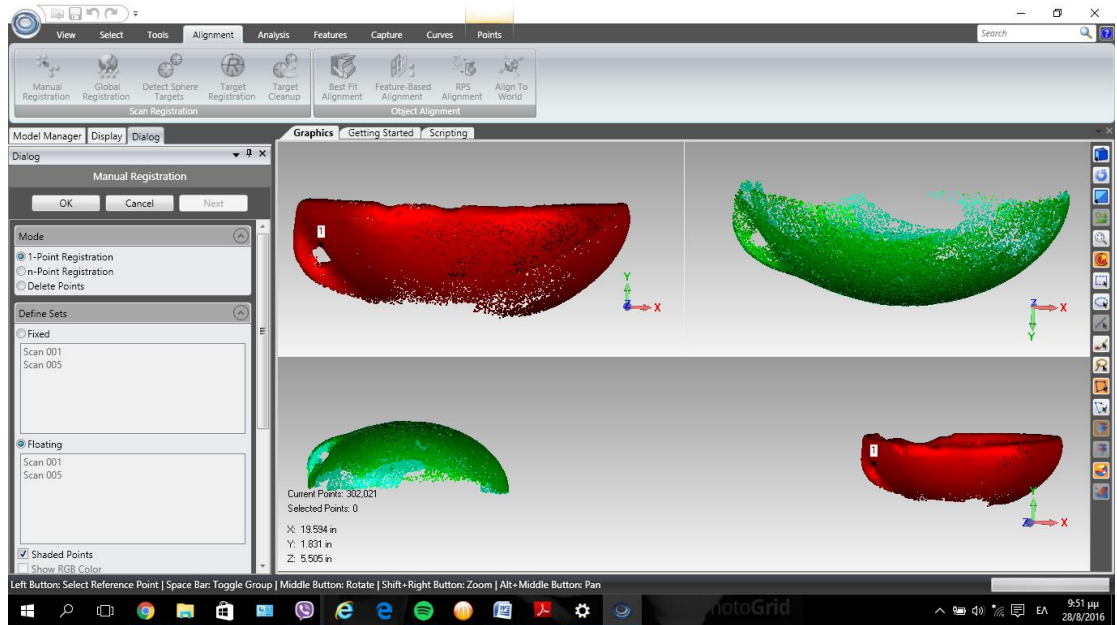 View Select Tools Alignment Analysis Features Capture Curves Points
Search
Manual Registration
Global Registration
Detect Sphere Targets
Target Registration
Target Cleanup
Best Fit Alignment
Feature-Based Alignment
RPS Alignment
Align To World
Scan Registration
Object Alignment
Model Manager Display Dialog
Graphics Getting Started Scripting
Dialog
Manual Registration
OK Cancel Next
Mode
1-Point Registration
n-Point Registration
Delete Points
Define Sets
Fixed
Scan 001
Scan 005
Floating
Scan 001
Scan 005
Shaded Points
Show RGB Color
1
Y
Z X
Z X
Y
1
Y
Z X
Current Points: 302,021
Selected Points: 0
X: 19.594 in
Y: 1.831 in
Z: 5.505 in
Left Button: Select Reference Point | Space Bar: Toggle Group | Middle Button: Rotate | Shift+Right Button: Zoom | Alt+Middle Button: Pan
hotoGrid
ΕΛ
9:51 μμ
28/8/2016